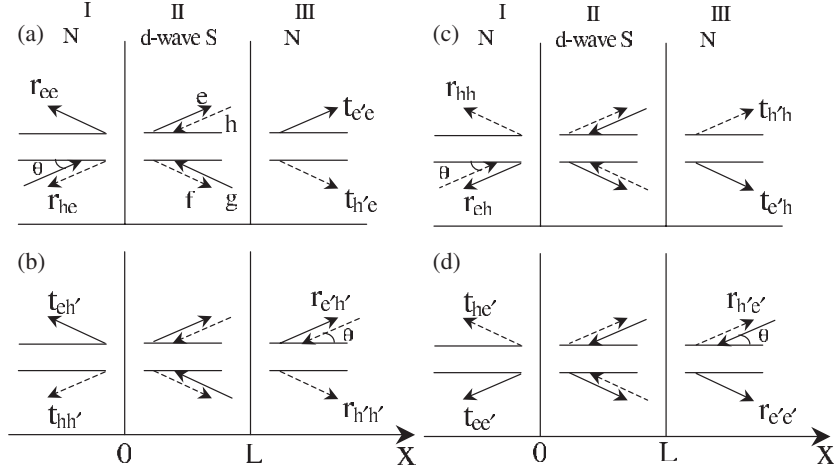 I II III
(a) N d-wave S N
r_ee e t_e'e
h
θ
r_he f g t_h'e
I II III
(c) N d-wave S N
r_hh t_h'h
θ
r_eh t_e'h
(b)
t_eh' r_e'h'
θ
t_hh' r_h'h'
0 L X
(d)
t_he' r_h'e'
θ
t_ee' r_e'e'
0 L X